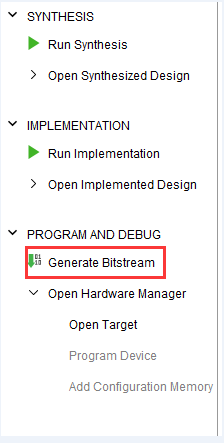 SYNTHESIS
Run Synthesis
Open Synthesized Design
IMPLEMENTATION
Run Implementation
Open Implemented Design
PROGRAM AND DEBUG
Generate Bitstream
Open Hardware Manager
Open Target
Program Device
Add Configuration Memory